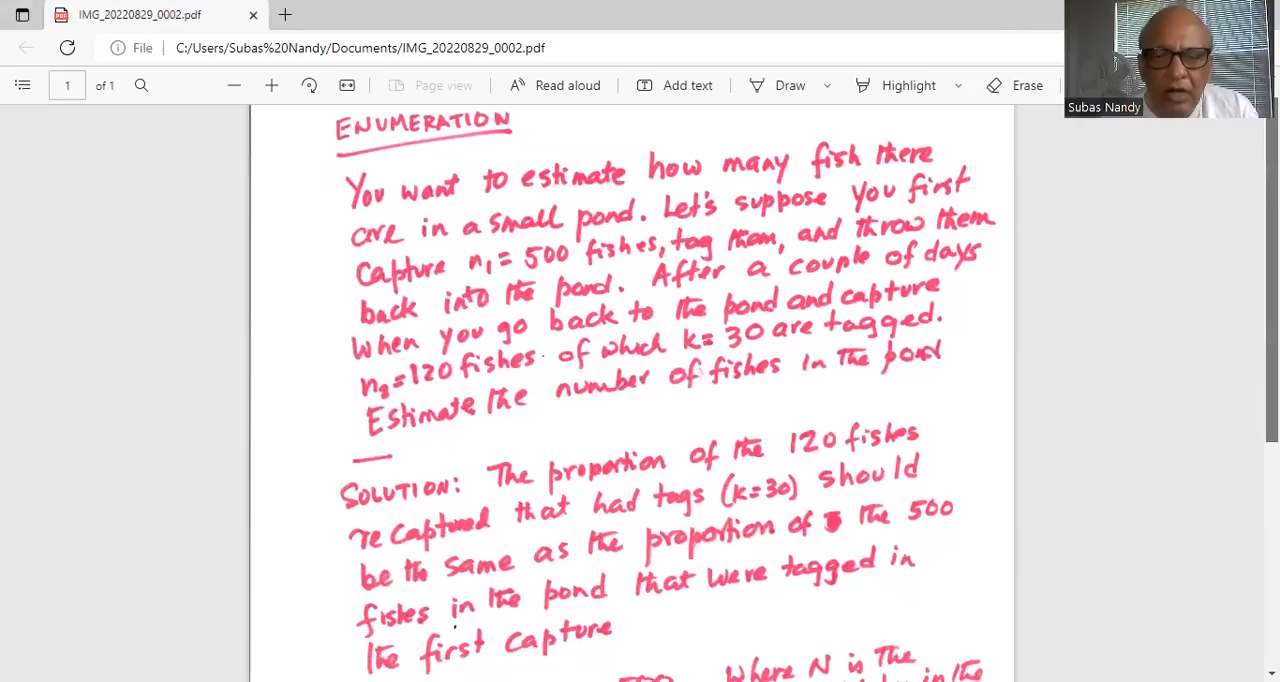 IMG_20220829_0002.pdf
File
C:/Users/Subas%20Nandy/Documents/IMG_20220829_0002.pdf
1 of 1
Page view
Read aloud
Add text
Draw
Highlight
Erase
Subas Nandy
ENUMERATION
You want to estimate how many fish there
are in a small pond. Let's suppose you first
capture n1 = 500 fishes, tag them, and throw them
back into the pond. After a couple of days
when you go back to the pond and capture
n2 = 120 fishes of which k = 30 are tagged.
Estimate the number of fishes in the pond
SOLUTION: The proportion of the 120 fishes
recaptured that had tags (k=30) should
be the same as the proportion of the 500
fishes in the pond that were tagged in
the first capture
Where N is the
in the